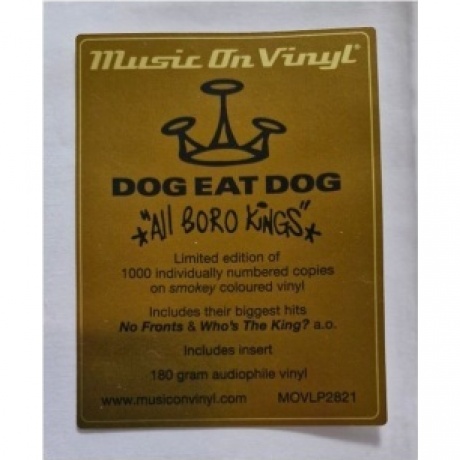 Music On Vinyl®
DOG EAT DOG
*"All BORO KiNGS"*
Limited edition of
1000 individually numbered copies
on smokey coloured vinyl
Includes their biggest hits
No Fronts & Who's The King? a.o.
Includes insert
180 gram audiophile vinyl
www.musiconvinyl.com MOVLP2821